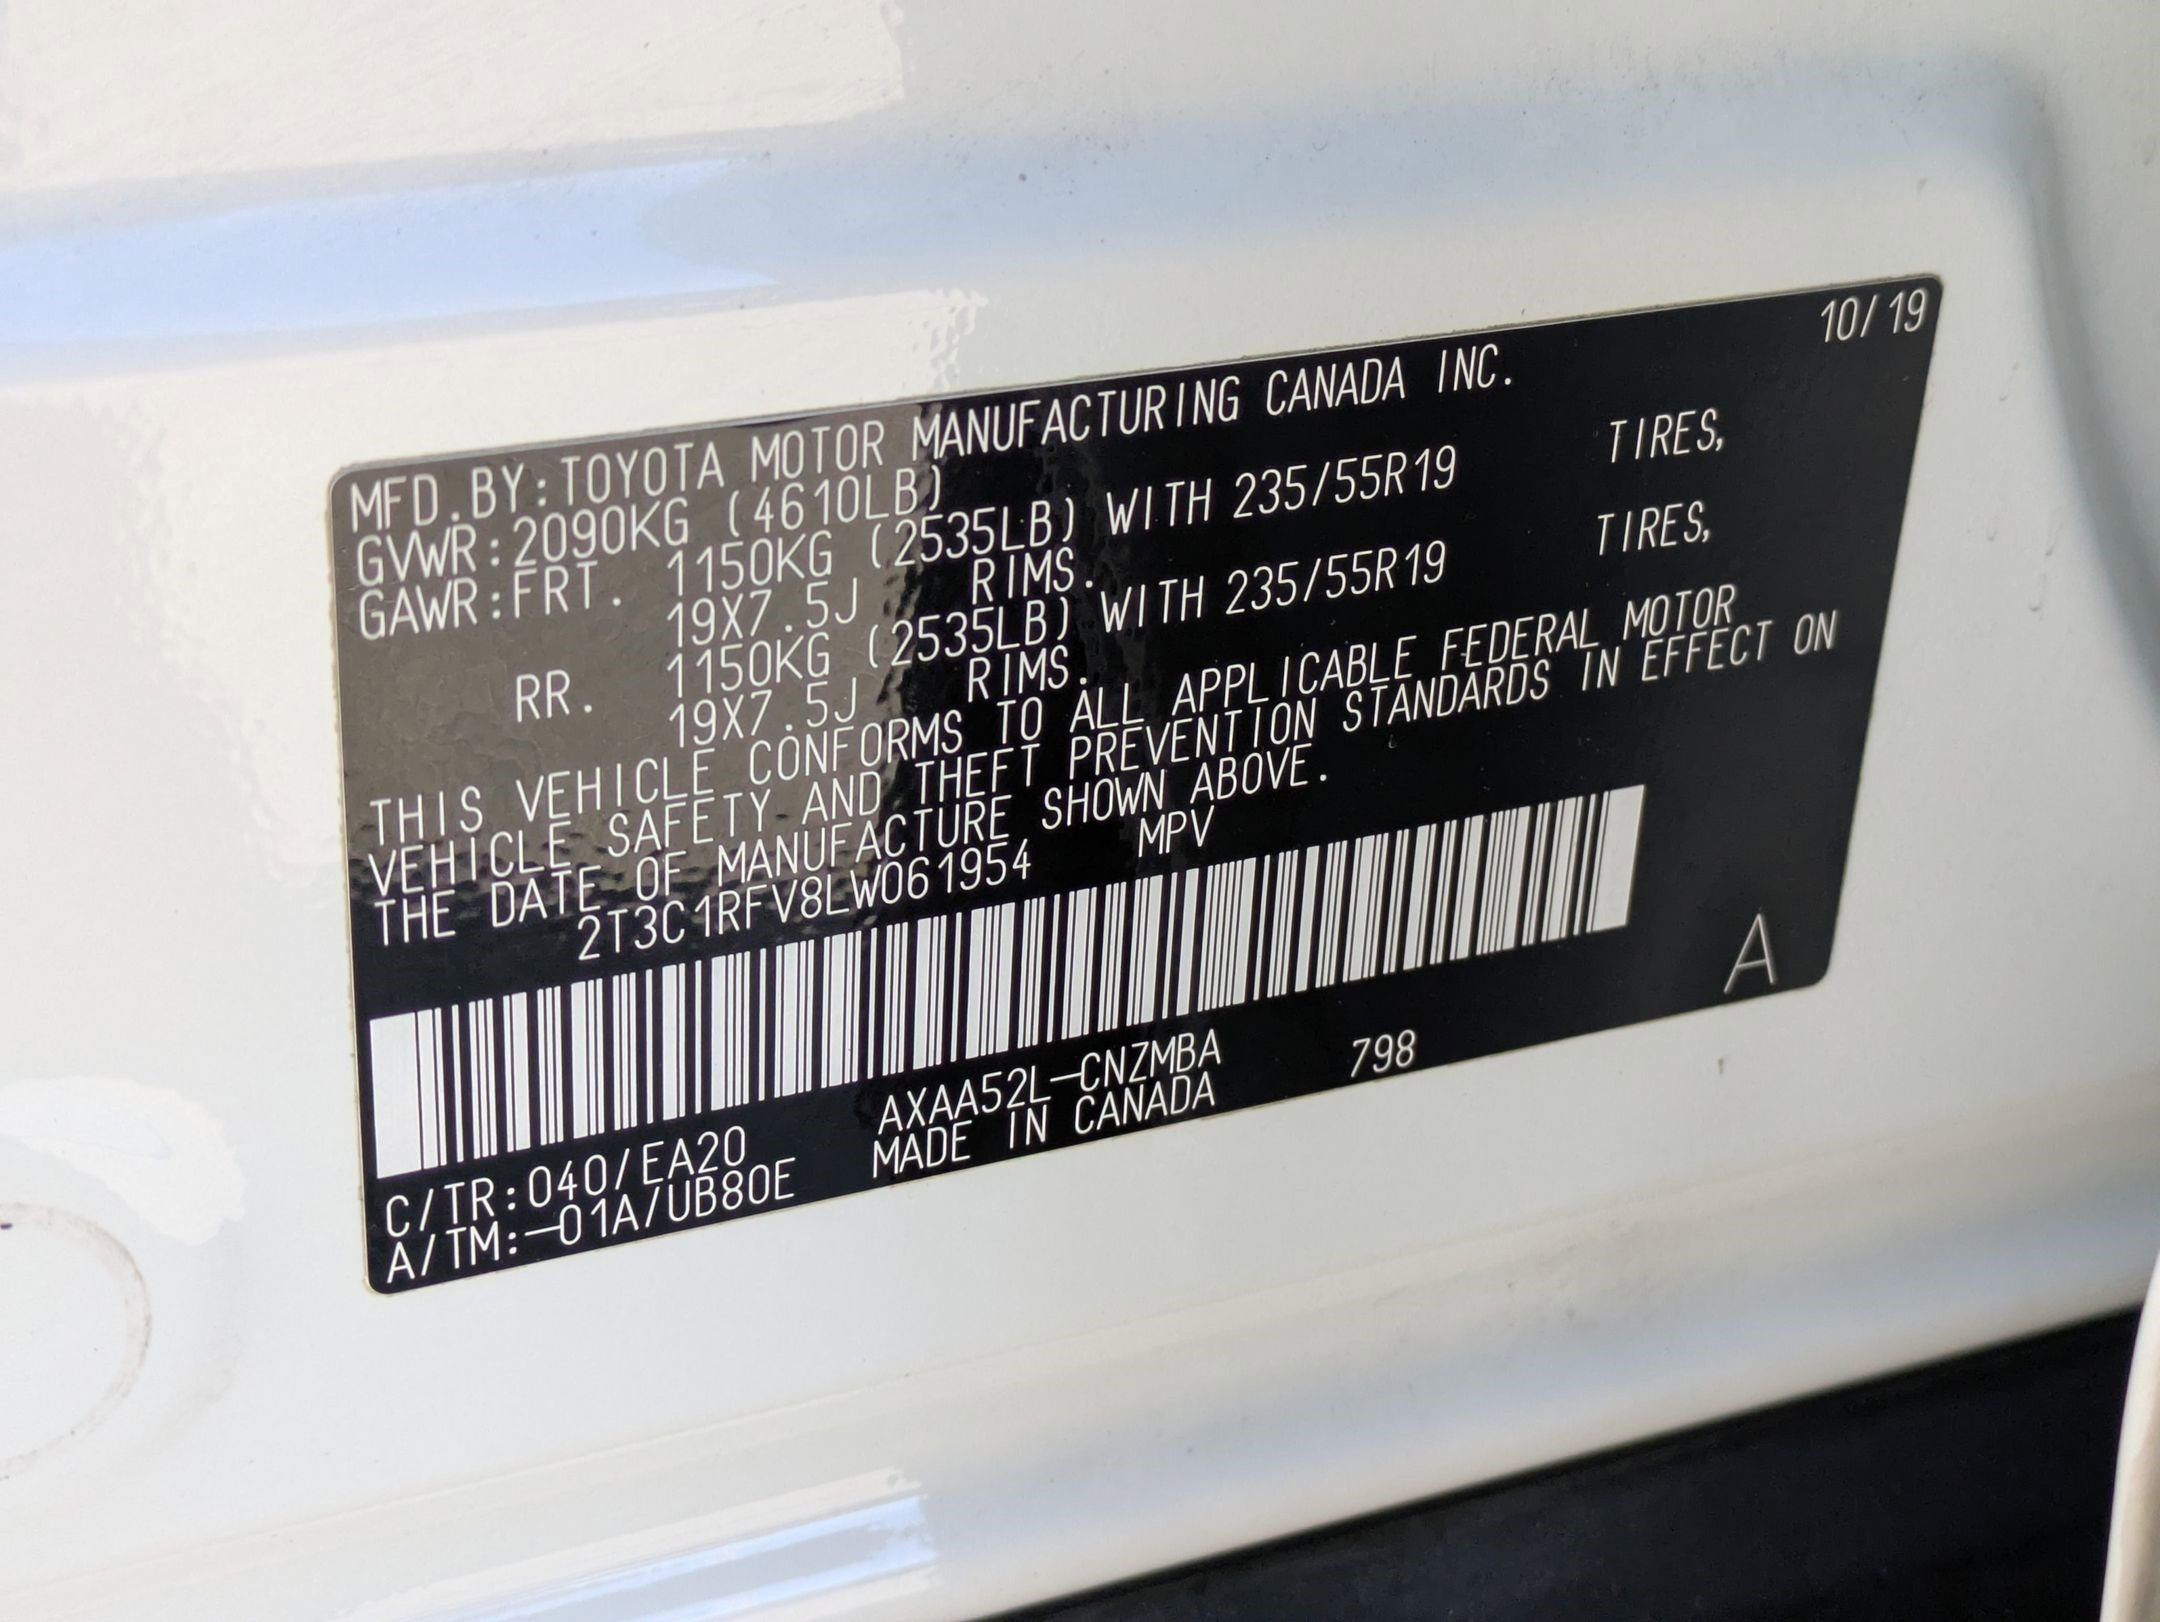 10/19
MFD.BY:TOYOTA MOTOR MANUFACTURING CANADA INC.
GVWR:2090KG (4610LB)
GAWR:FRT. 1150KG (2535LB) WITH 235/55R19 TIRES,
19X7.5J RIMS.
RR. 1150KG (2535LB) WITH 235/55R19 TIRES,
19X7.5J RIMS.
THIS VEHICLE CONFORMS TO ALL APPLICABLE FEDERAL MOTOR
VEHICLE SAFETY AND THEFT PREVENTION STANDARDS IN EFFECT ON
THE DATE OF MANUFACTURE SHOWN ABOVE.
2T3C1RFV8LW061954 MPV
A
C/TR:040/EA20 AXAA52L-CNZMBA 798
A/TM:-01A/UB80E MADE IN CANADA